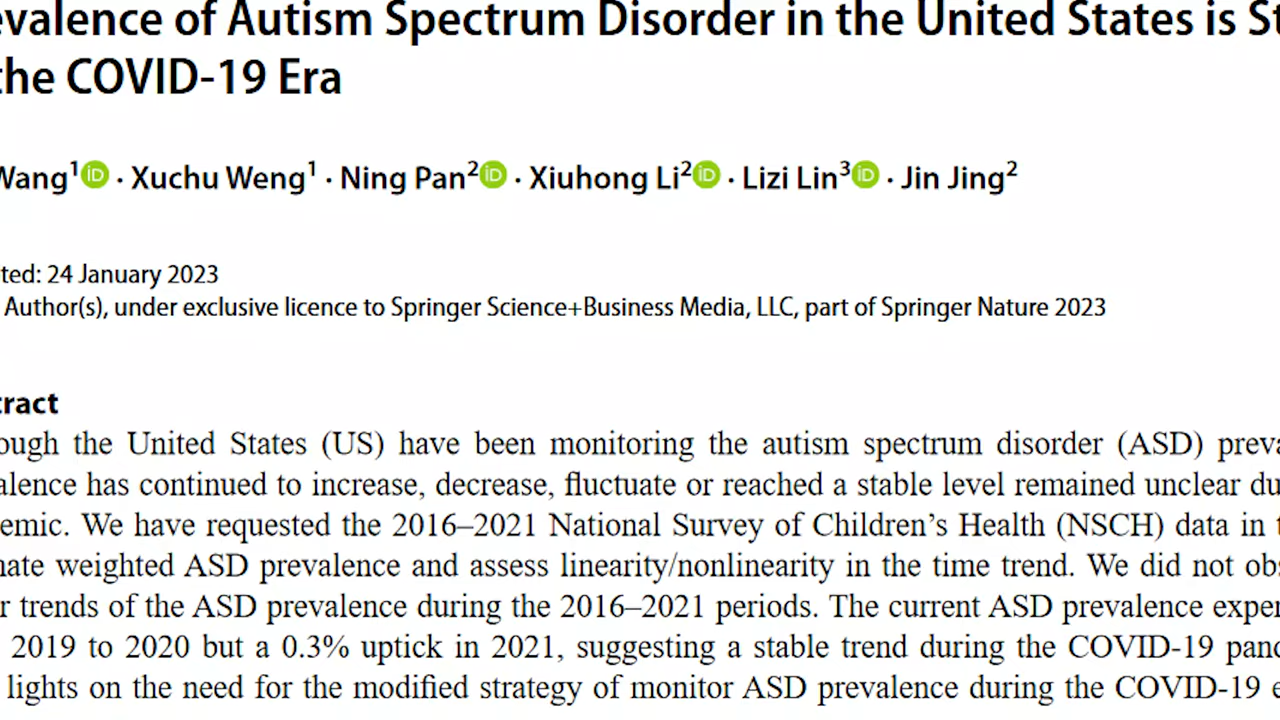 evalence of Autism Spectrum Disorder in the United States is St
the COVID-19 Era
Wang1 iD · Xuchu Weng1 · Ning Pan2 iD · Xiuhong Li2 iD · Lizi Lin3 iD · Jin Jing2
ted: 24 January 2023
Author(s), under exclusive licence to Springer Science+Business Media, LLC, part of Springer Nature 2023
tract
ough the United States (US) have been monitoring the autism spectrum disorder (ASD) preva
alence has continued to increase, decrease, fluctuate or reached a stable level remained unclear du
emic. We have requested the 2016–2021 National Survey of Children’s Health (NSCH) data in t
nate weighted ASD prevalence and assess linearity/nonlinearity in the time trend. We did not obs
r trends of the ASD prevalence during the 2016–2021 periods. The current ASD prevalence exper
2019 to 2020 but a 0.3% uptick in 2021, suggesting a stable trend during the COVID-19 pand
lights on the need for the modified strategy of monitor ASD prevalence during the COVID-19 e